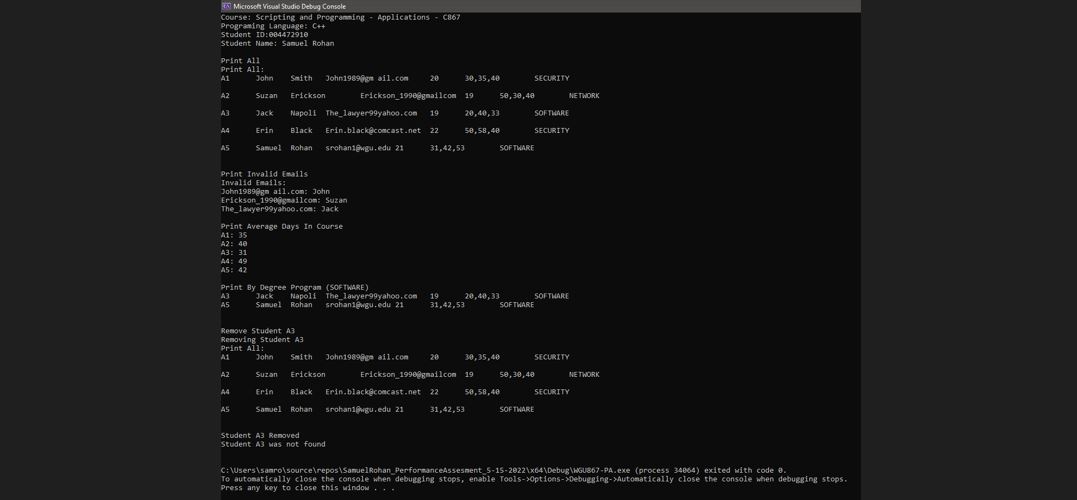 Microsoft Visual Studio Debug Console
Course: Scripting and Programming - Applications - C867
Programing Language: C++
Student ID:004472910
Student Name: Samuel Rohan
Print All
Print All:
A1 John Smith John1989@gm ail.com 20 30,35,40 SECURITY
A2 Suzan Erickson Erickson_1990@gmailcom 19 50,30,40 NETWORK
A3 Jack Napoli The_lawyer99yahoo.com 19 20,40,33 SOFTWARE
A4 Erin Black Erin.black@comcast.net 22 50,58,40 SECURITY
A5 Samuel Rohan srohan1@wgu.edu 21 31,42,53 SOFTWARE
Print Invalid Emails
Invalid Emails:
John1989@gm ail.com: John
Erickson_1990@gmailcom: Suzan
The_lawyer99yahoo.com: Jack
Print Average Days In Course
A1: 35
A2: 40
A3: 31
A4: 49
A5: 42
Print By Degree Program (SOFTWARE)
A3 Jack Napoli The_lawyer99yahoo.com 19 20,40,33 SOFTWARE
A5 Samuel Rohan srohan1@wgu.edu 21 31,42,53 SOFTWARE
Remove Student A3
Removing Student A3
Print All:
A1 John Smith John1989@gm ail.com 20 30,35,40 SECURITY
A2 Suzan Erickson Erickson_1990@gmailcom 19 50,30,40 NETWORK
A4 Erin Black Erin.black@comcast.net 22 50,58,40 SECURITY
A5 Samuel Rohan srohan1@wgu.edu 21 31,42,53 SOFTWARE
Student A3 Removed
Student A3 was not found
C:\Users\samro\source\repos\SamuelRohan_PerformanceAssesment_5-15-2022\x64\Debug\WGU867-PA.exe (process 34064) exited with code 0.
To automatically close the console when debugging stops, enable Tools->Options->Debugging->Automatically close the console when debugging stops.
Press any key to close this window . . .